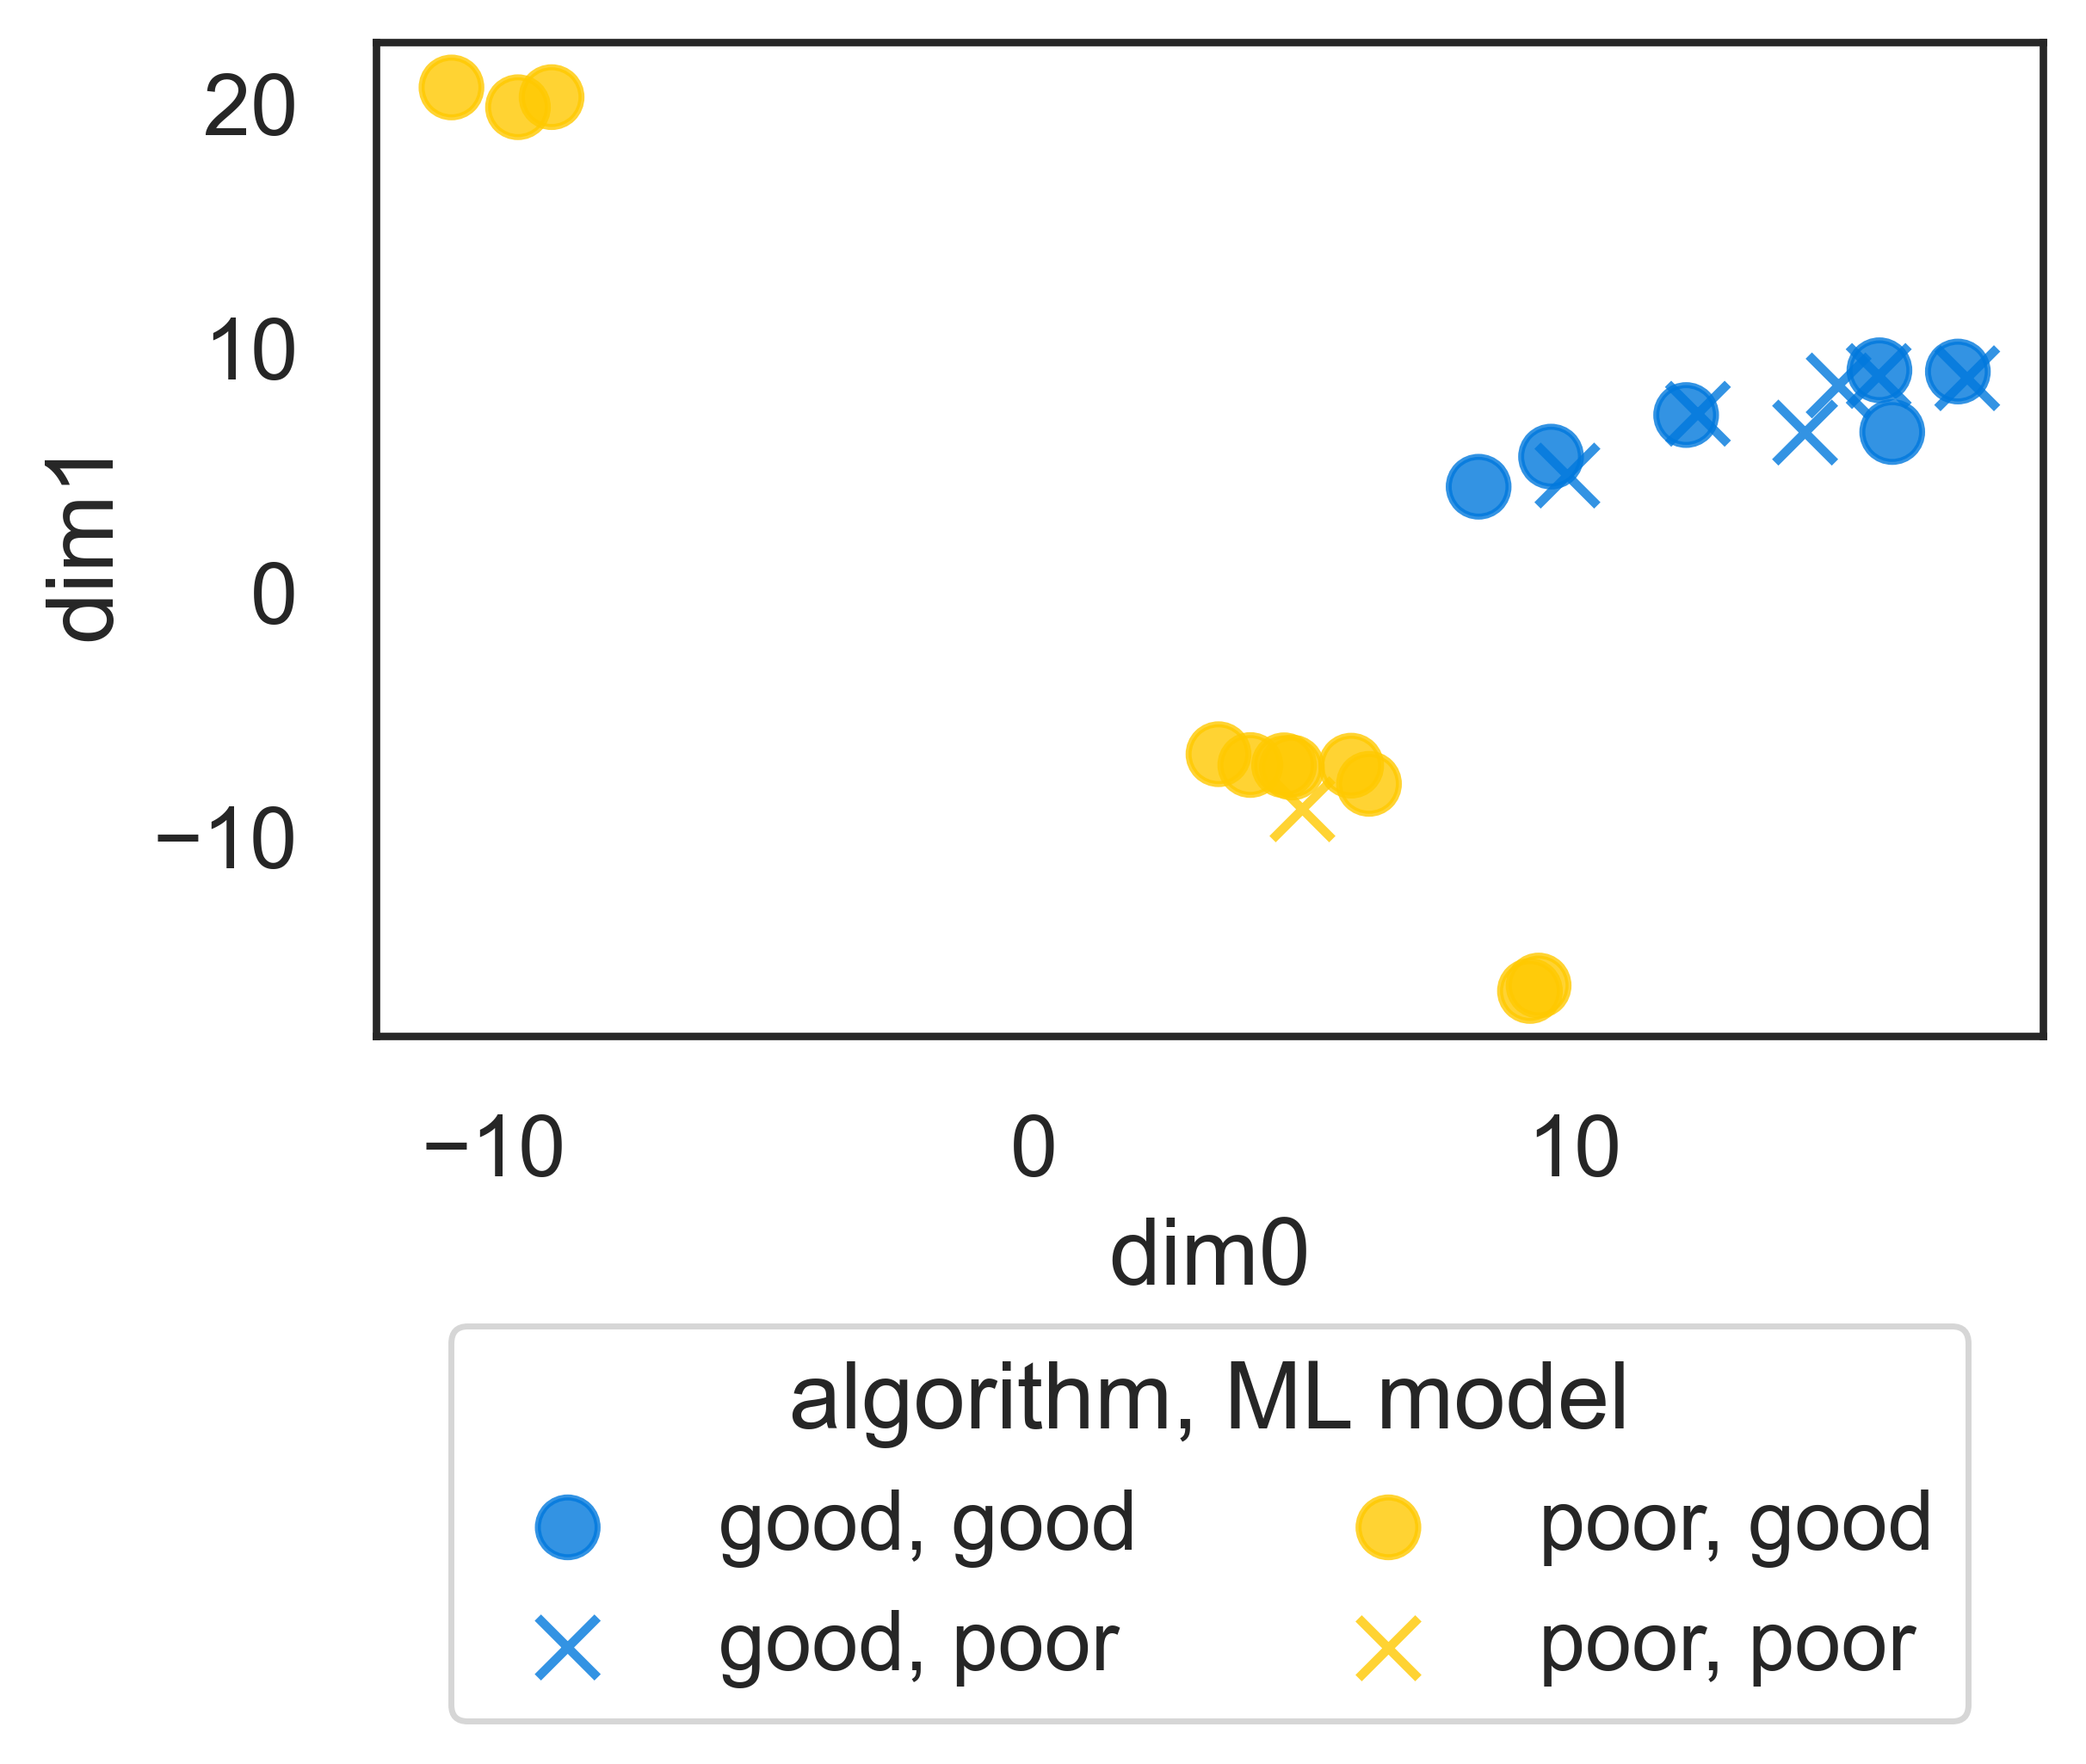 20
10
0
−10
dim1
−10 0 10
dim0
algorithm, ML model
good, good poor, good
good, poor poor, poor